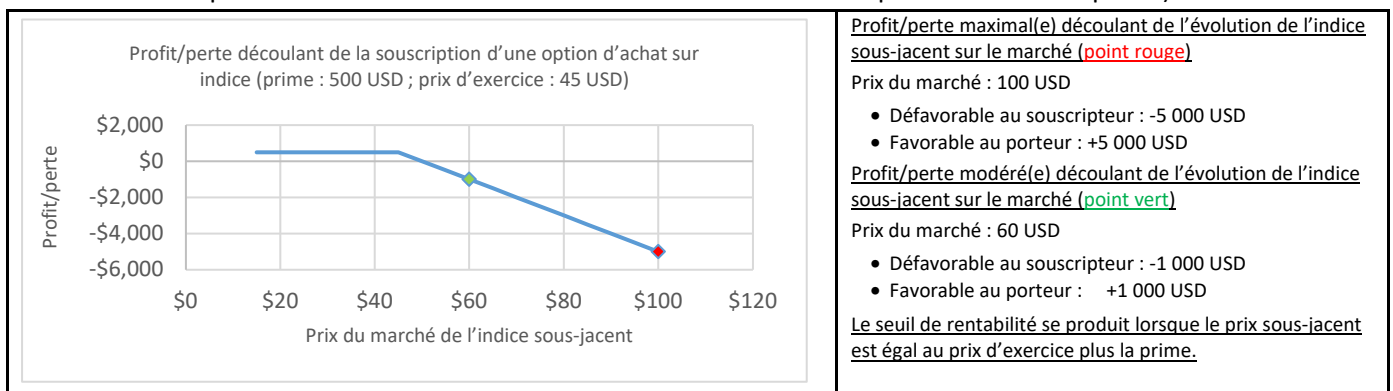 Profit/perte découlant de la souscription d'une option d'achat sur
indice (prime : 500 USD ; prix d'exercice : 45 USD)
$2,000
$0
-$2,000
-$4,000
-$6,000
Profit/perte
$0
$20
$40
$60
$80
$100
$120
Prix du marché de l'indice sous-jacent
Profit/perte maximal(e) découlant de l'évolution de l'indice
sous-jacent sur le marché (point rouge)
Prix du marché : 100 USD
• Défavorable au souscripteur : -5 000 USD
• Favorable au porteur : +5 000 USD
Profit/perte modéré(e) découlant de l'évolution de l'indice
sous-jacent sur le marché (point vert)
Prix du marché : 60 USD
• Défavorable au souscripteur : -1 000 USD
• Favorable au porteur : +1 000 USD
Le seuil de rentabilité se produit lorsque le prix sous-jacent
est égal au prix d'exercice plus la prime.